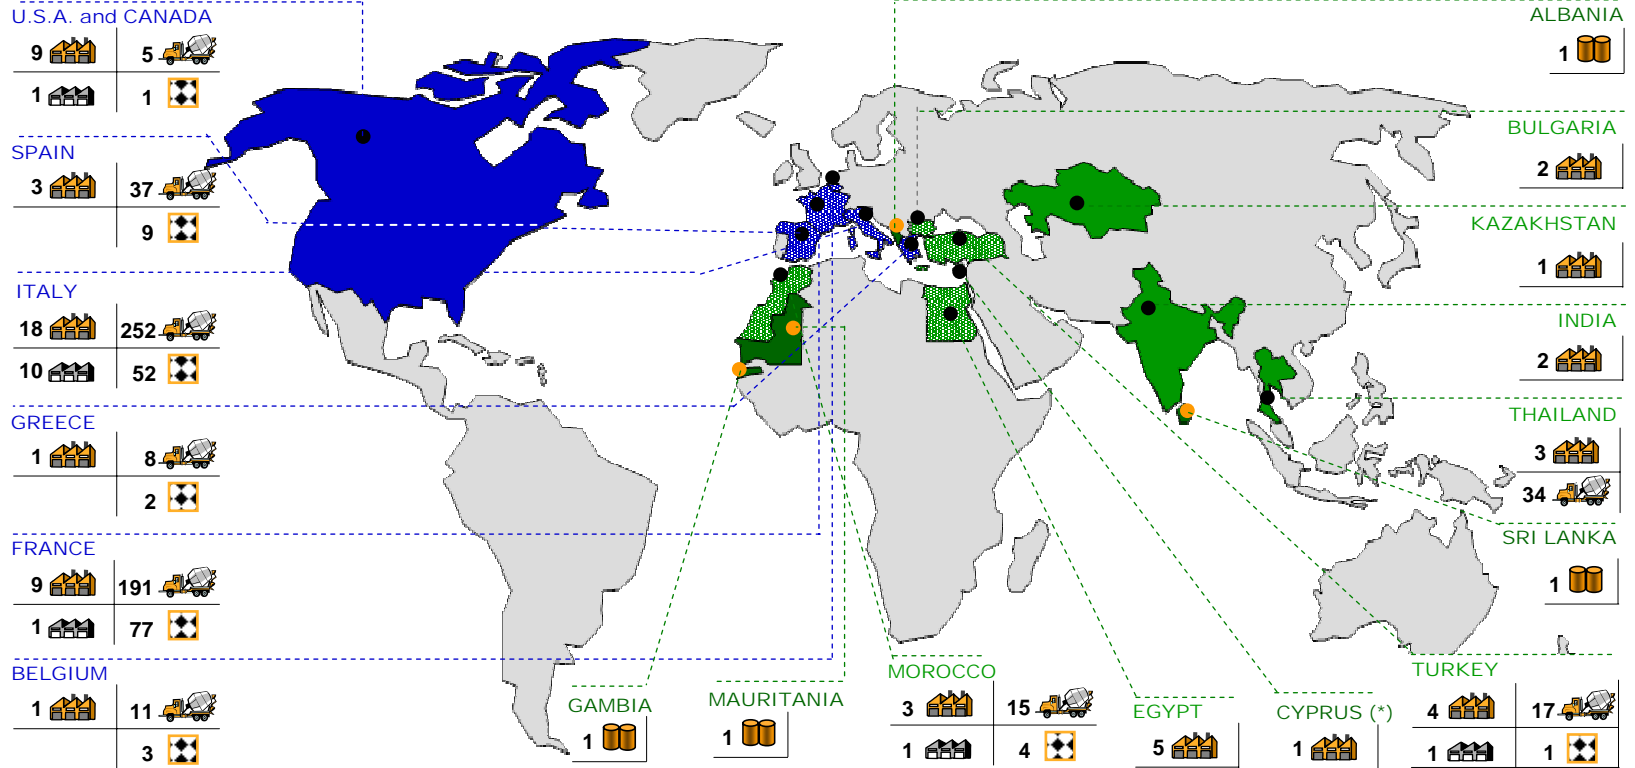 U.S.A. and CANADA
9 5
1 1
SPAIN
3 37
9
ITALY
18 252
10 52
GREECE
1 8
2
FRANCE
9 191
1 77
BELGIUM
1 11
3
GAMBIA
1
MAURITANIA
1
MOROCCO
3 15
1 4
EGYPT
5
CYPRUS (*)
1
TURKEY
4 17
1 1
ALBANIA
1
BULGARIA
2
KAZAKHSTAN
1
INDIA
2
THAILAND
3
34
SRI LANKA
1